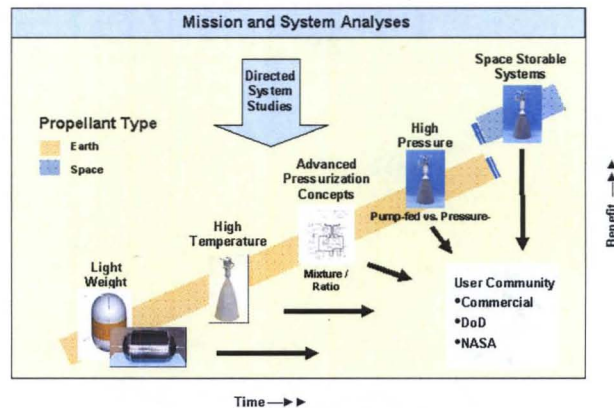 Mission and System Analyses
Directed
System
Studies
Space Storable
Systems
Propellant Type
Earth
Space
High
Pressure
Advanced
Pressurization
Concepts
Pump-fed vs. Pressure-
High
Temperature
Mixture /
Ratio
Light
Weight
User Community
•Commercial
•DoD
•NASA
Benefit
Time